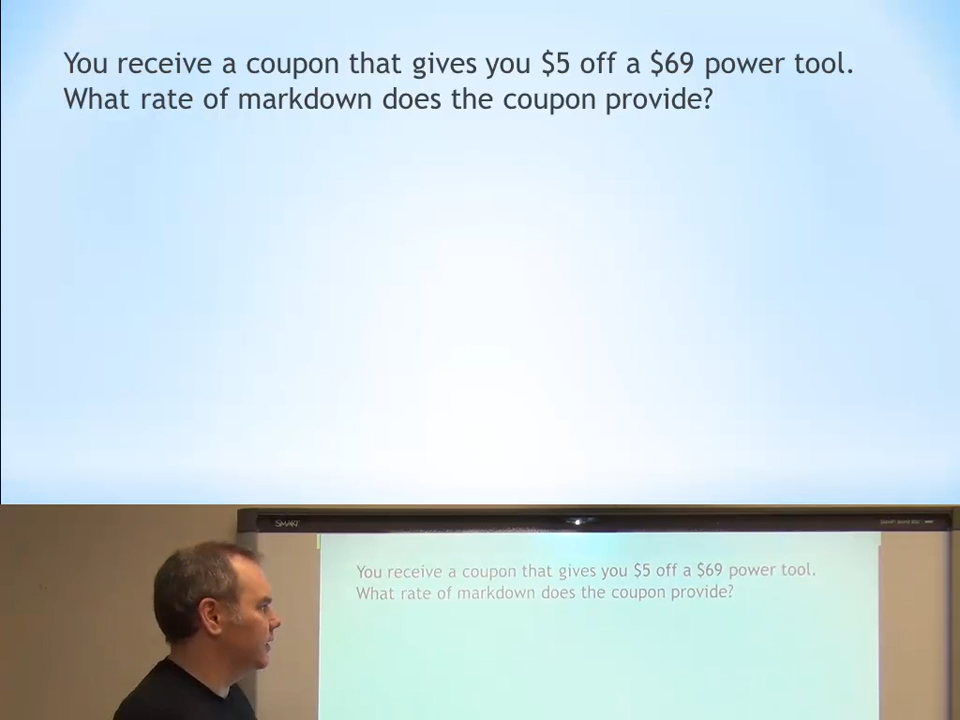 You receive a coupon that gives you $5 off a $69 power tool.
What rate of markdown does the coupon provide?
SMART
You receive a coupon that gives you $5 off a $69 power tool.
What rate of markdown does the coupon provide?